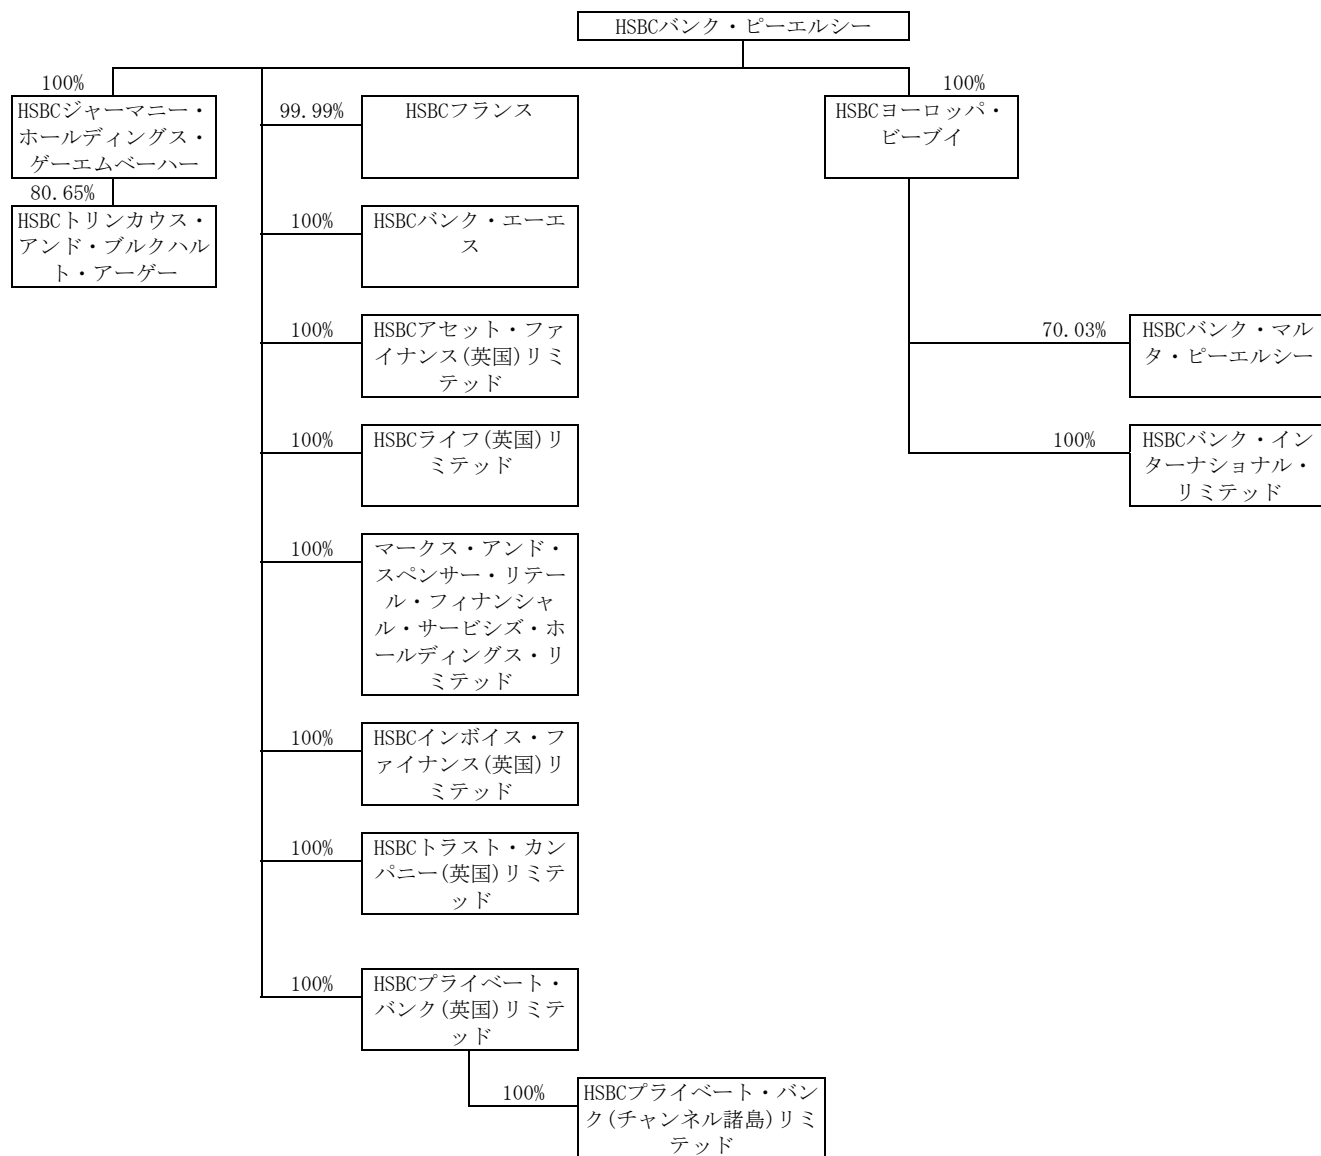 HSBCバンク・ピーエルシー
100%
HSBCジャーマニー・
ホールディングス・
ゲーエムベーハー
80.65%
HSBCトリンカウス・
アンド・ブルクハル
ト・アーゲー
99.99%
HSBCフランス
100%
HSBCバンク・エーエ
ス
100%
HSBCアセット・ファ
イナンス(英国)リミ
テッド
100%
HSBCライフ(英国)リ
ミテッド
100%
マークス・アンド・
スペンサー・リテー
ル・フィナンシャ
ル・サービシズ・ホ
ールディングス・リ
ミテッド
100%
HSBCインボイス・フ
ァイナンス(英国)リ
ミテッド
100%
HSBCトラスト・カン
パニー(英国)リミテ
ッド
100%
HSBCプライベート・
バンク(英国)リミテ
ッド
100%
HSBCプライベート・バン
ク(チャンネル諸島)リミ
テッド
100%
HSBCヨーロッパ・
ビーブイ
70.03%
HSBCバンク・マル
タ・ピーエルシー
100%
HSBCバンク・イン
ターナショナル・
リミテッド